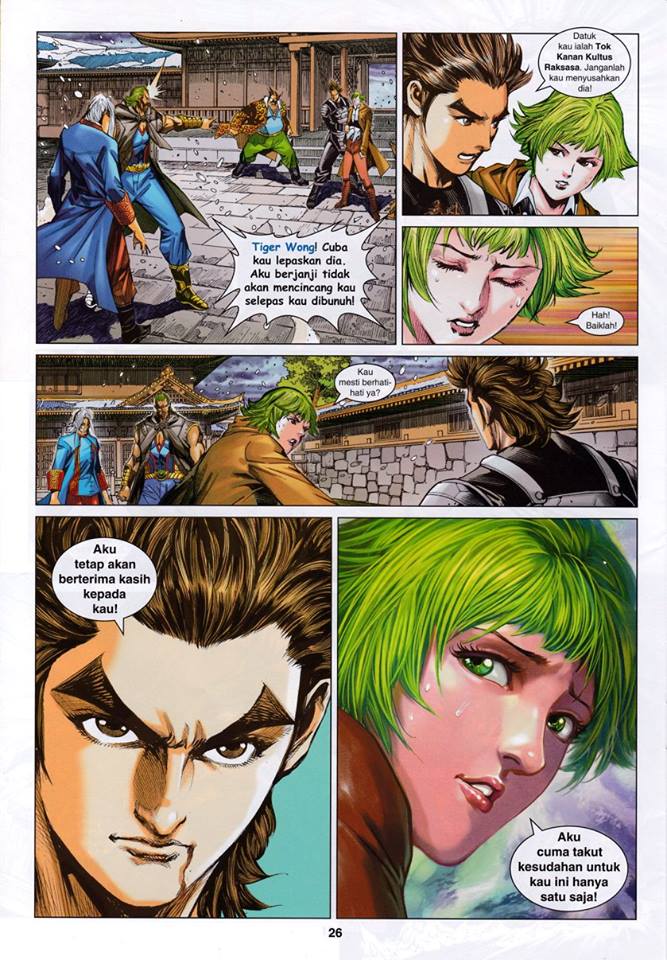 Tiger Wong! Cuba
kau lepaskan dia.
Aku berjanji tidak
akan mencincang kau
selepas kau dibunuh!
Datuk
kau ialah Tok
Kanan Kultus
Raksasa. Janganlah
kau menyusahkan
dia!
Hah!
Baiklah!
Kau
mesti berhati-
hati ya?
Aku
tetap akan
berterima kasih
kepada
kau!
Aku
cuma takut
kesudahan untuk
kau ini hanya
satu saja!
26